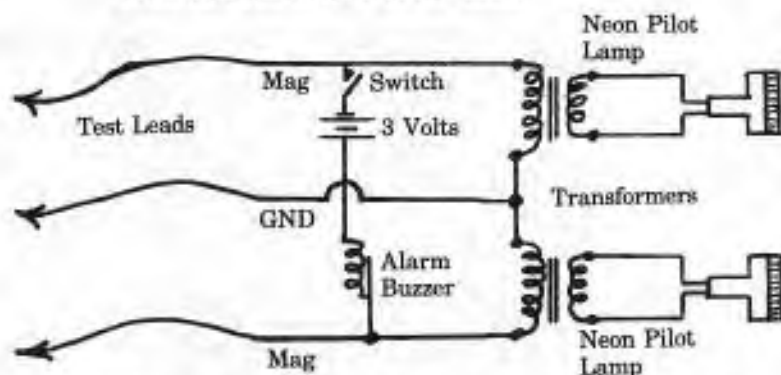 Neon Pilot
Lamp
Mag
Switch
Test Leads
3 Volts
Transformers
GND
Alarm
Buzzer
Mag
Neon Pilot
Lamp